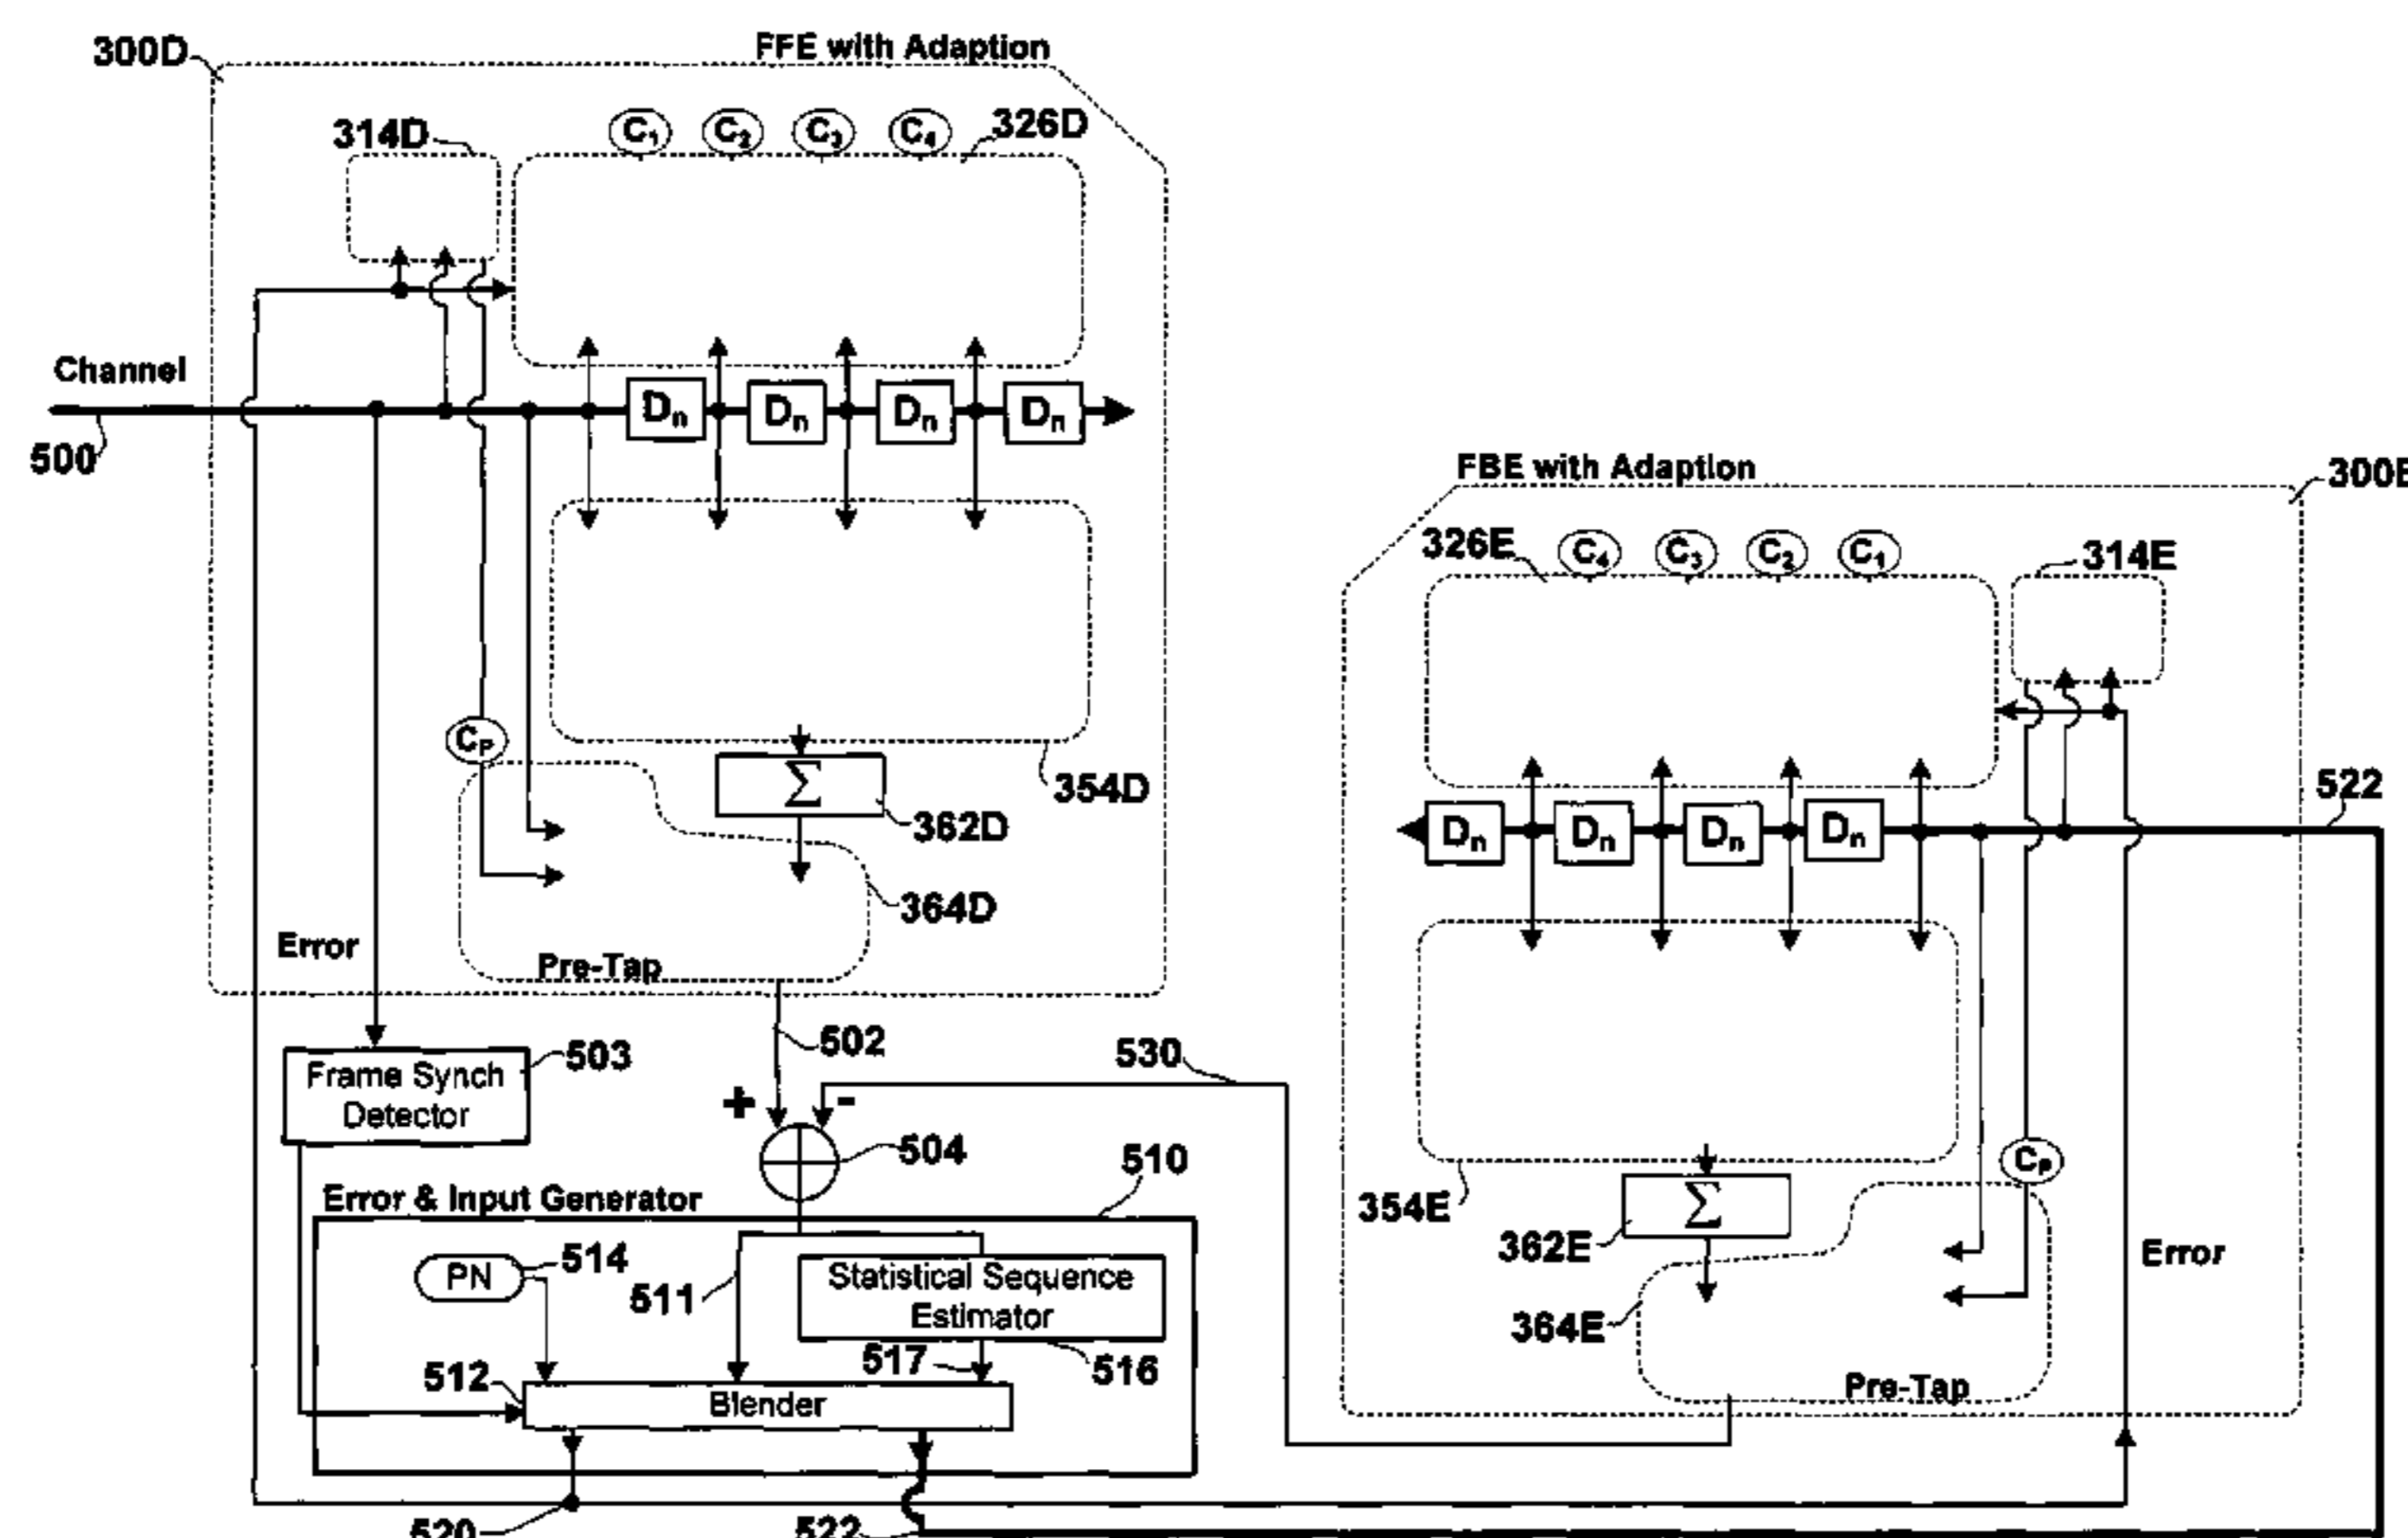 300D
FFE with Adaption
314D
C1
C2
C3
C4
326D
Channel
500
Dn
Dn
Dn
Dn
354D
CP
Σ
362D
364D
Pre-Tap
Error
FBE with Adaption
300E
326E
C4
C3
C2
C1
314E
522
Dn
Dn
Dn
Dn
354E
CP
Σ
362E
364E
Pre-Tap
Error
502
530
503
Frame Synch
Detector
+
-
504
510
Error & Input Generator
PN
514
511
Statistical Sequence
Estimator
517
516
512
Blender
520
522